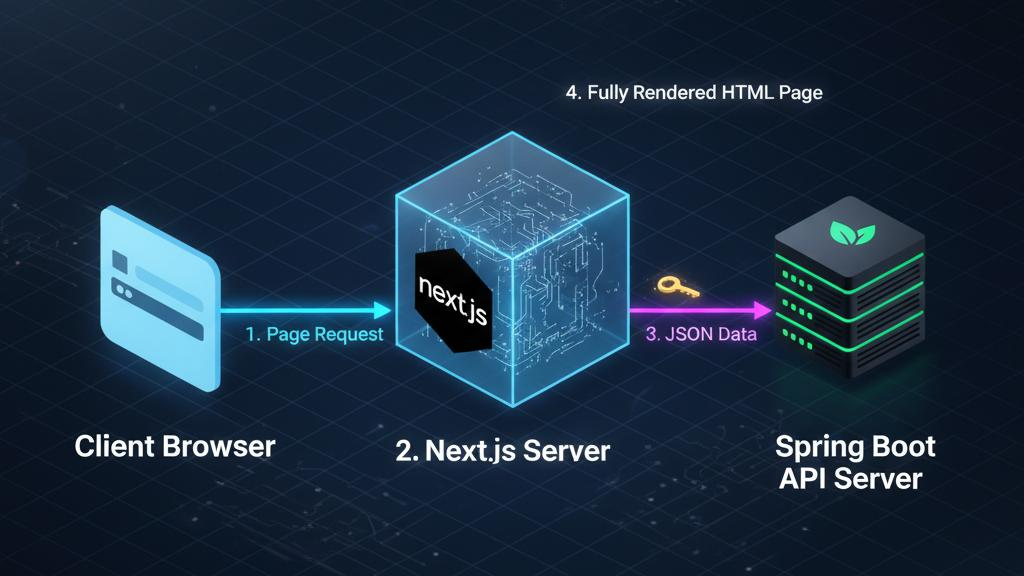 4. Fully Rendered HTML Page
next.js
1. Page Request
3. JSON Data
Client Browser
2. Next.js Server
Spring Boot
API Server